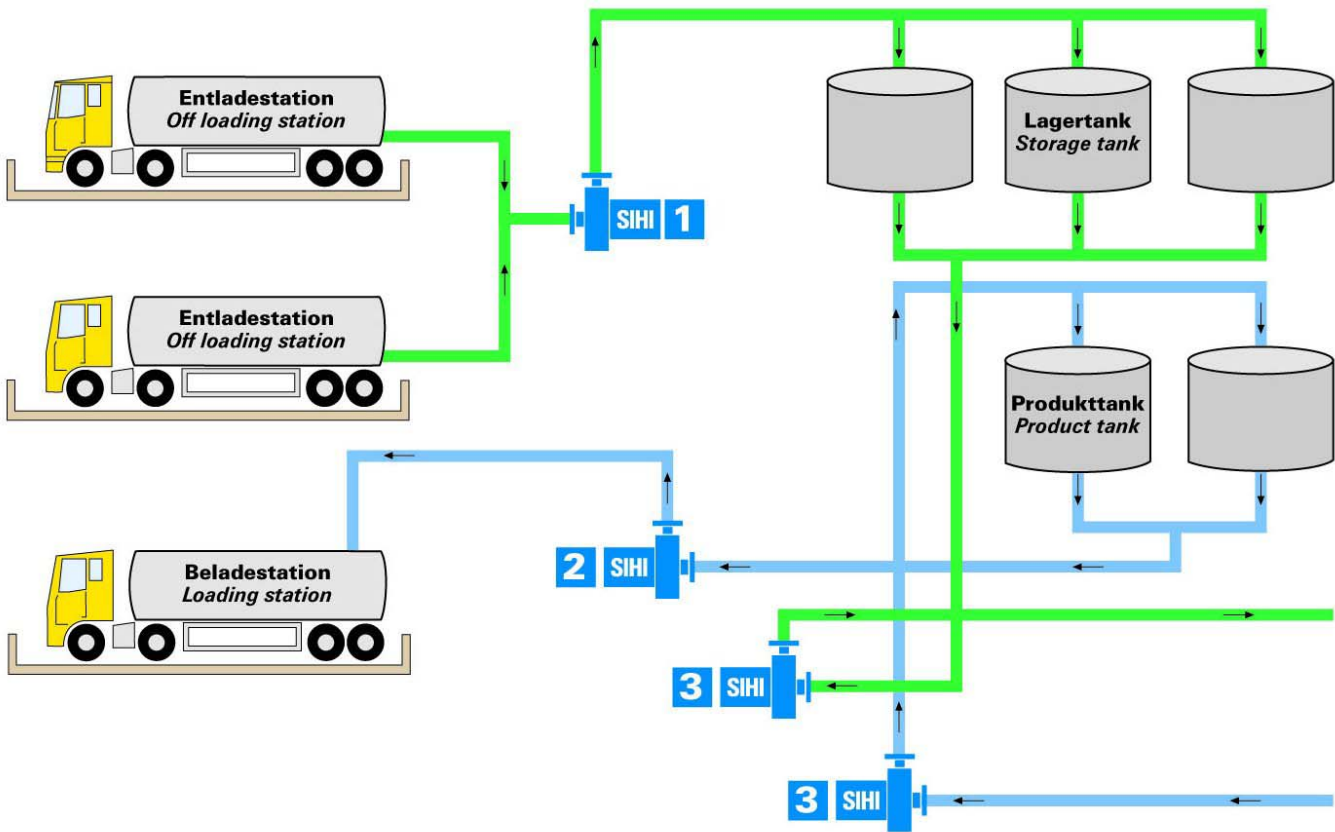 Entladestation
Off loading station
SIHI 1
Lagertank
Storage tank
Entladestation
Off loading station
Produkttank
Product tank
2 SIHI
Beladestation
Loading station
3 SIHI
3 SIHI